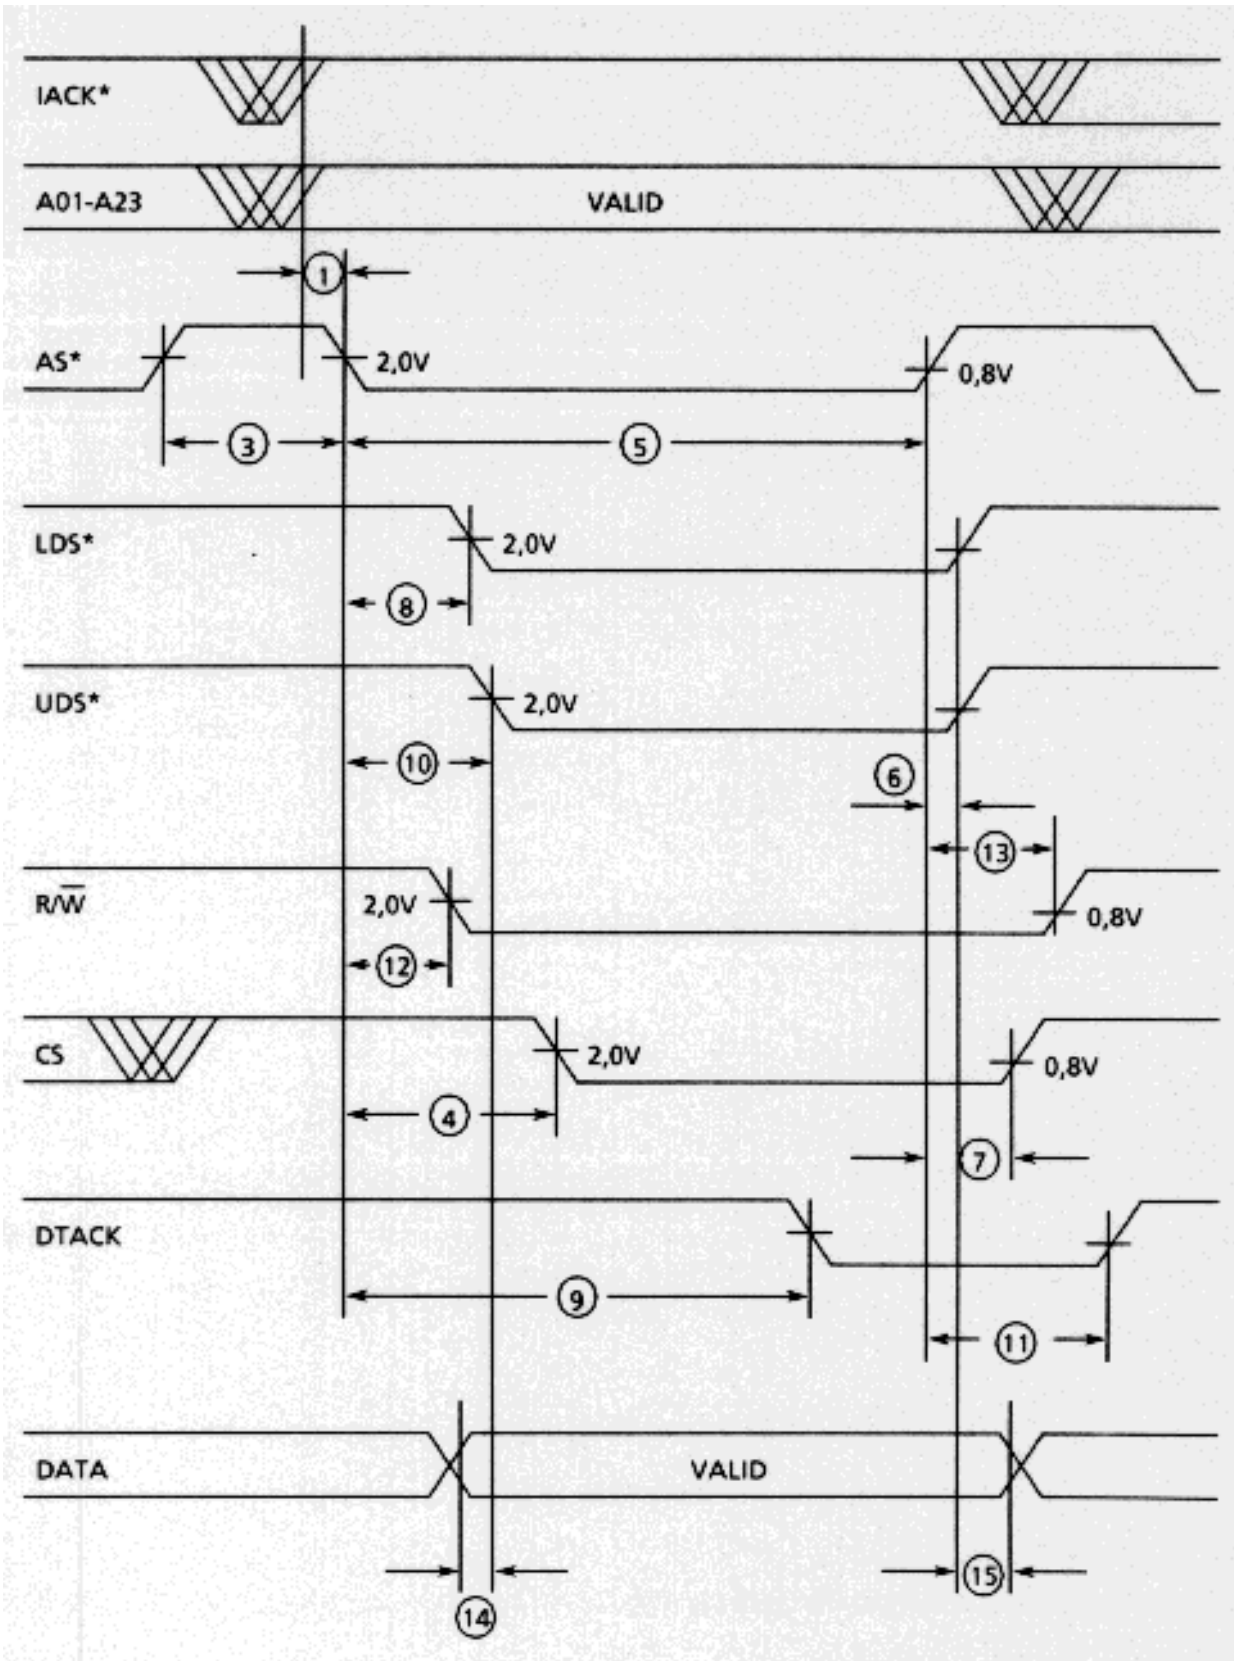 IACK*
A01-A23 VALID
1
AS* 2,0V 0,8V
3 5
LDS* 2,0V
8
UDS* 2,0V
10 6
13
R/W̅ 2,0V 0,8V
12
CS 2,0V 0,8V
4
7
DTACK
9
11
DATA VALID
15
14